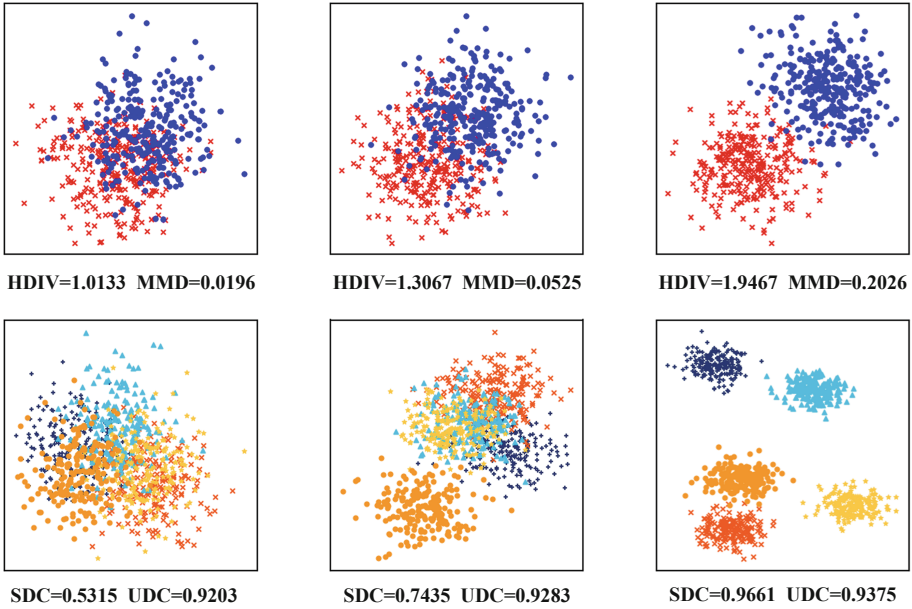 HDIV=1.0133 MMD=0.0196
HDIV=1.3067 MMD=0.0525
HDIV=1.9467 MMD=0.2026
SDC=0.5315 UDC=0.9203
SDC=0.7435 UDC=0.9283
SDC=0.9661 UDC=0.9375